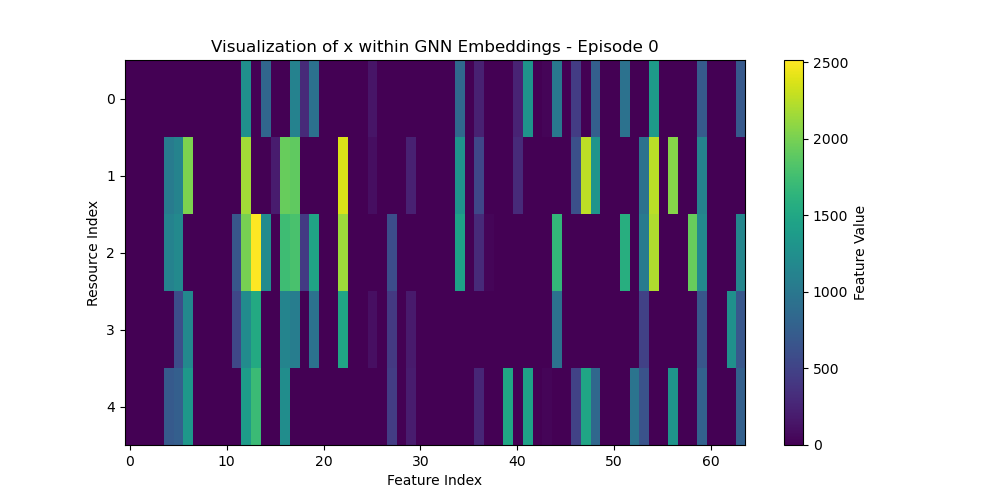 Visualization of x within GNN Embeddings - Episode 0
Resource Index
0
1
2
3
4
0 10 20 30 40 50 60
Feature Index
2500
2000
1500
1000
500
0
Feature Value